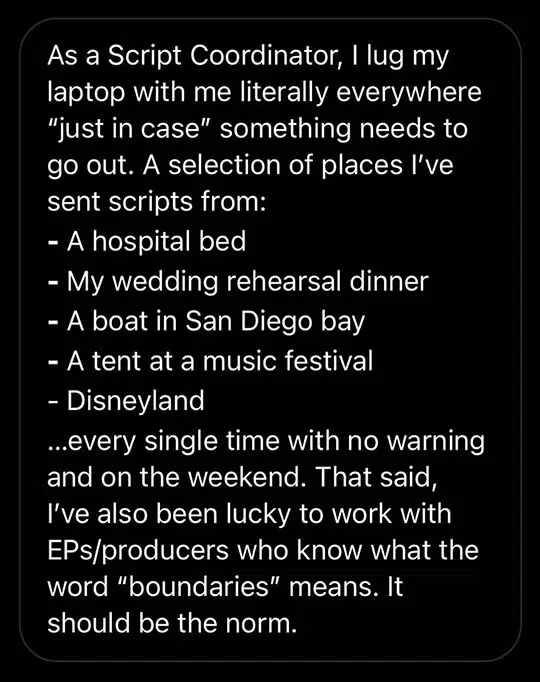 As a Script Coordinator, I lug my
laptop with me literally everywhere
“just in case” something needs to
go out. A selection of places I’ve
sent scripts from:
- A hospital bed
- My wedding rehearsal dinner
- A boat in San Diego bay
- A tent at a music festival
- Disneyland
...every single time with no warning
and on the weekend. That said,
I’ve also been lucky to work with
EPs/producers who know what the
word “boundaries” means. It
should be the norm.